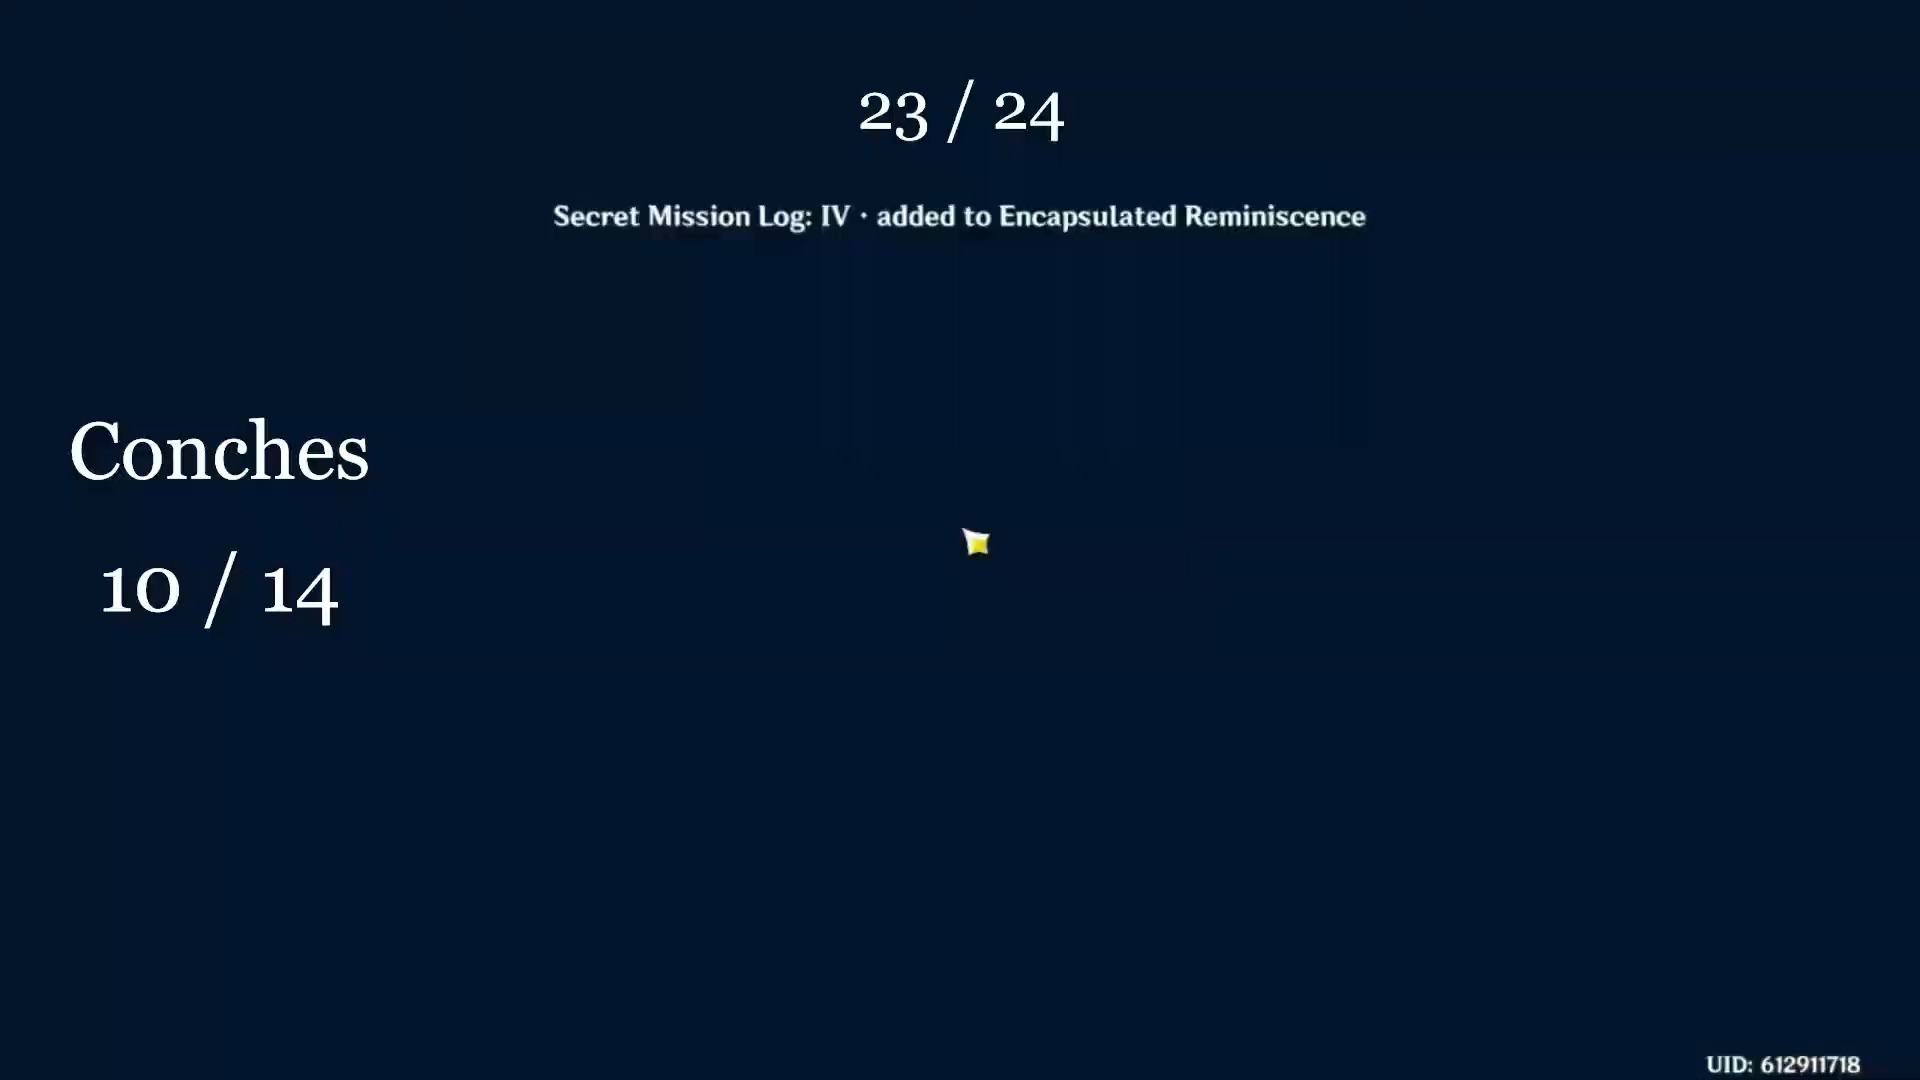 23 / 24
Secret Mission Log: IV · added to Encapsulated Reminiscence
Conches
10 / 14
UID: 612911718